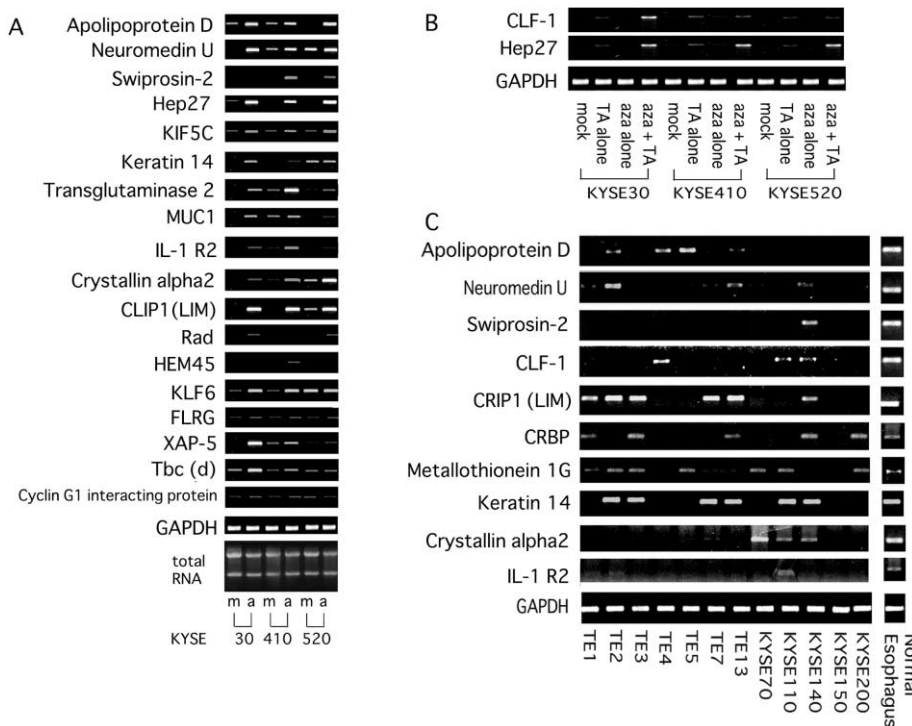 A
Apolipoprotein D
Neuromedin U
Swiprosin-2
Hep27
KIF5C
Keratin 14
Transglutaminase 2
MUC1
IL-1 R2
Crystallin alpha2
CLIP1(LIM)
Rad
HEM45
KLF6
FLRG
XAP-5
Tbc (d)
Cyclin G1 interacting protein
GAPDH
total
RNA
m a m a m a
KYSE 30 410 520
B
CLF-1
Hep27
GAPDH
mock
TA alone
aza alone
aza + TA
mock
TA alone
aza alone
aza + TA
mock
TA alone
aza alone
aza + TA
KYSE30 KYSE410 KYSE520
C
Apolipoprotein D
Neuromedin U
Swiprosin-2
CLF-1
CRIP1 (LIM)
CRBP
Metallothionein 1G
Keratin 14
Crystallin alpha2
IL-1 R2
GAPDH
TE1
TE2
TE3
TE4
TE5
TE7
TE13
KYSE70
KYSE110
KYSE140
KYSE150
KYSE200
Normal
Esophagus